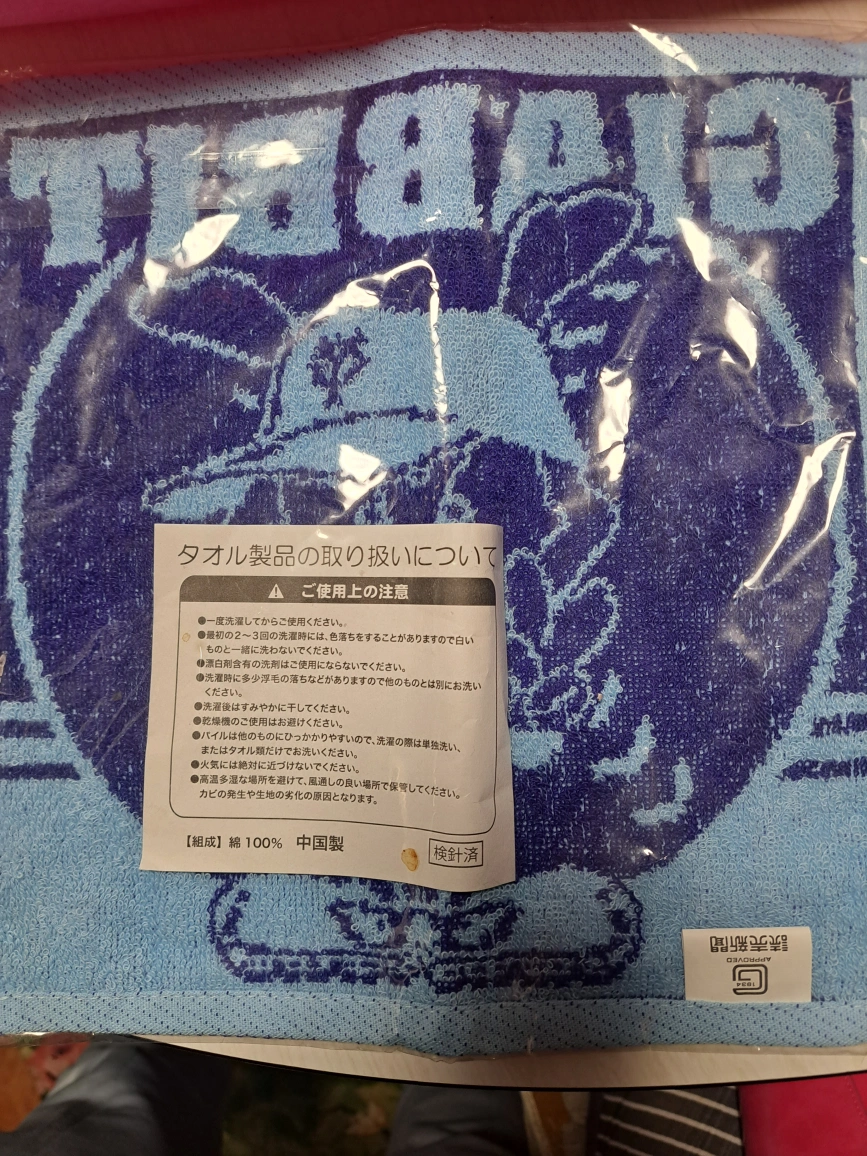 GIABBIT
タオル製品の取り扱いについて
ご使用上の注意
●一度洗濯してからご使用ください。
●最初の2〜3回の洗濯時には、色落ちをすることがありますので白い
ものと一緒に洗わないでください。
●漂白剤含有の洗剤はご使用にならないでください。
●洗濯時に多少浮毛の落ちなどがありますので他のものとは別にお洗い
ください。
●洗濯後はすみやかに干してください。
●乾燥機のご使用はお避けください。
●パイルは他のものにひっかかりやすいので、洗濯の際は単独洗い、
またはタオル類だけでお洗いください。
●火気には絶対に近づけないでください。
●高温多湿な場所を避けて、風通しの良い場所で保管してください。
カビの発生や生地の劣化の原因となります。
【組成】綿100% 中国製
検針済
1934
APPROVED
読売新聞